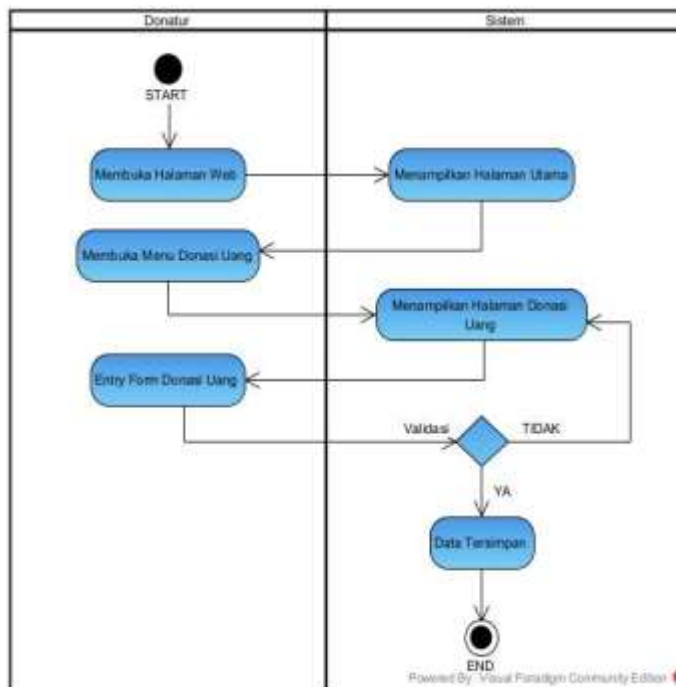 Donatur
Sistem
START
Membuka Halaman Web
Menampilkan Halaman Utama
Membuka Menu Donasi Uang
Menampilkan Halaman Donasi
Uang
Entry Form Donasi Uang
Validasi
TIDAK
YA
Data Tersimpan
END
Powered By Visual Paradigm Community Edition